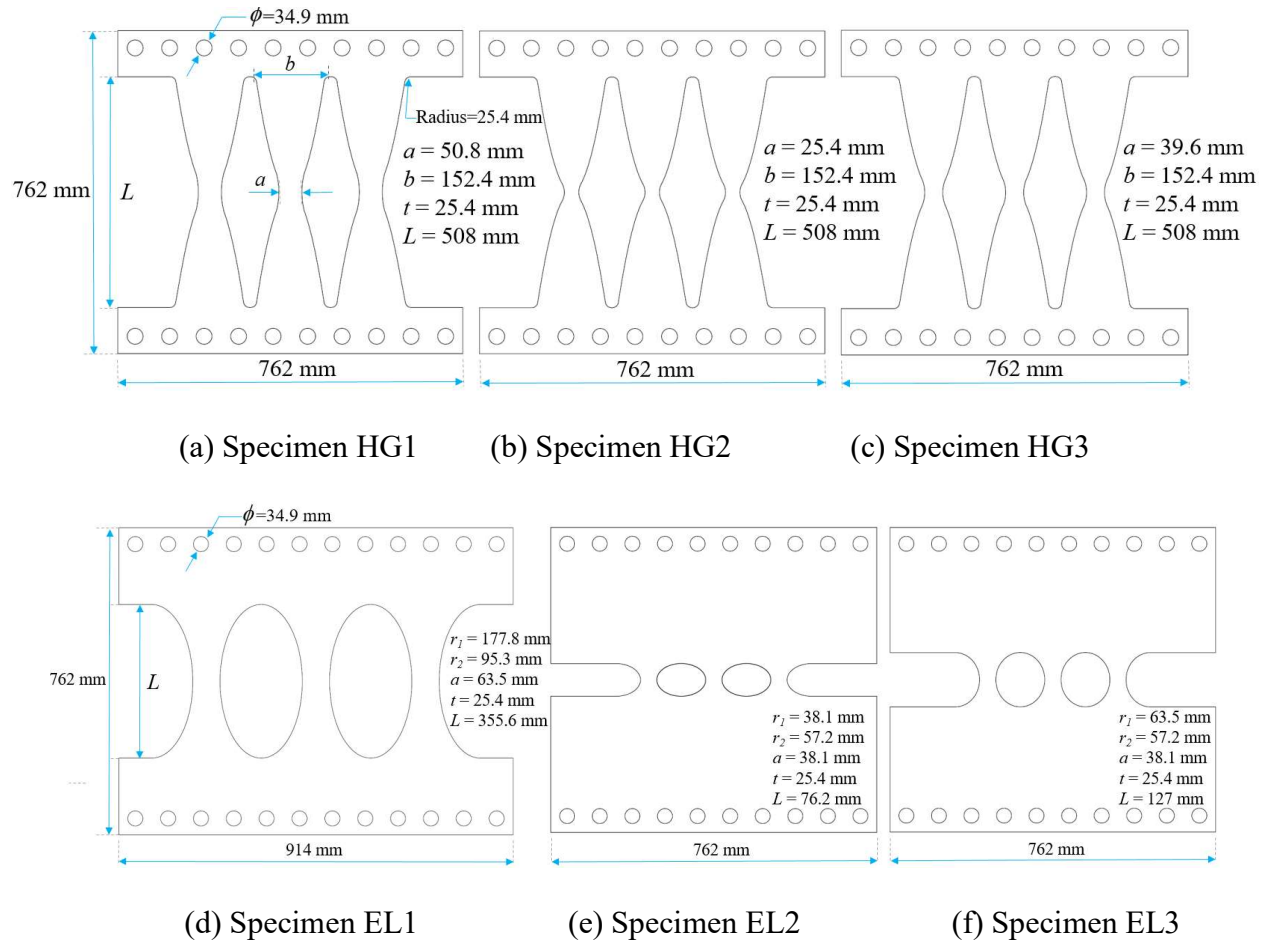 ϕ=34.9 mm
b
Radius=25.4 mm
a = 50.8 mm
b = 152.4 mm
t = 25.4 mm
L = 508 mm
a = 25.4 mm
b = 152.4 mm
t = 25.4 mm
L = 508 mm
a = 39.6 mm
b = 152.4 mm
t = 25.4 mm
L = 508 mm
762 mm
L
a
762 mm
762 mm
762 mm
(a) Specimen HG1
(b) Specimen HG2
(c) Specimen HG3
ϕ=34.9 mm
762 mm
L
r1 = 177.8 mm
r2 = 95.3 mm
a = 63.5 mm
t = 25.4 mm
L = 355.6 mm
r1 = 38.1 mm
r2 = 57.2 mm
a = 38.1 mm
t = 25.4 mm
L = 76.2 mm
r1 = 63.5 mm
r2 = 57.2 mm
a = 38.1 mm
t = 25.4 mm
L = 127 mm
914 mm
762 mm
762 mm
(d) Specimen EL1
(e) Specimen EL2
(f) Specimen EL3